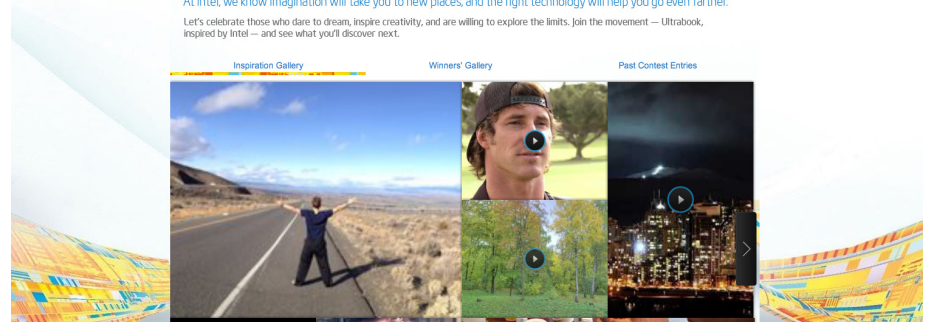 At Intel, we know imagination will take you to new places, and the right technology will help you go even farther.
Let's celebrate those who dare to dream, inspire creativity, and are willing to explore the limits. Join the movement — Ultrabook,
inspired by Intel — and see what you'll discover next.
Inspiration Gallery
Winners' Gallery
Past Contest Entries